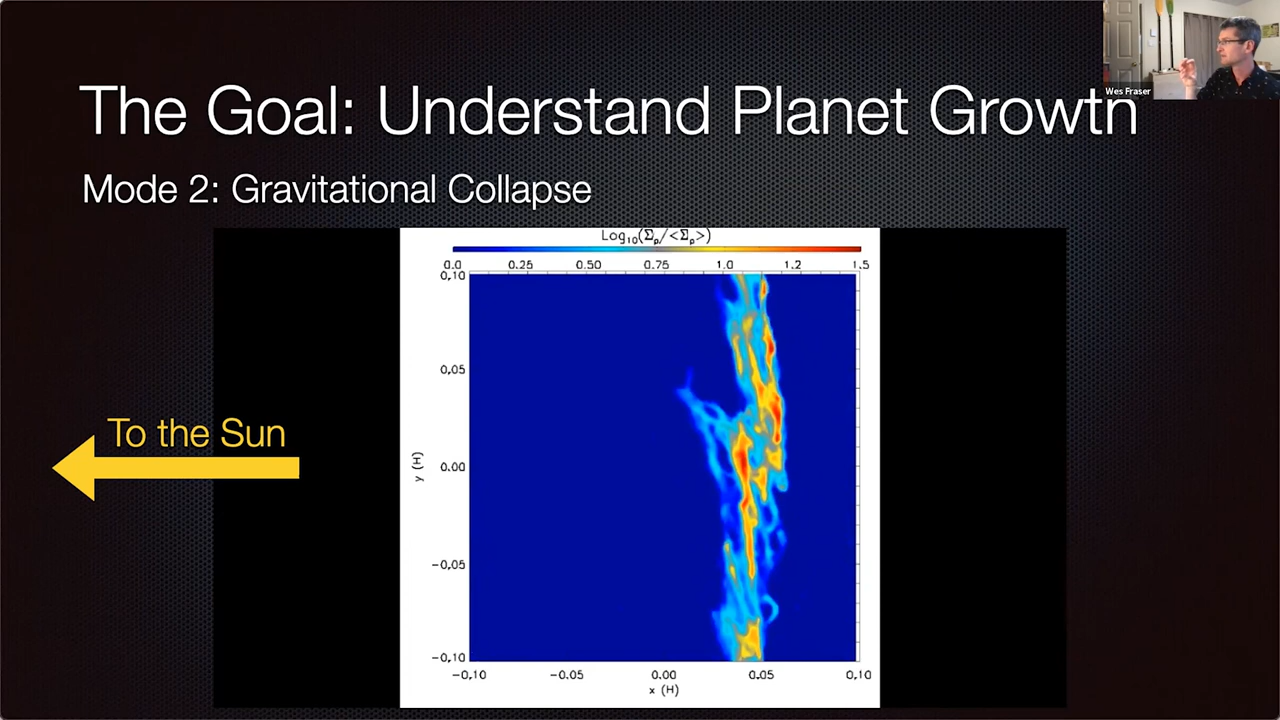 Wes Fraser
The Goal: Understand Planet Growth
Mode 2: Gravitational Collapse
Log₁₀(Σₚ/<Σₚ>)
0.0 0.25 0.50 0.75 1.0 1.2 1.5
0.10
0.05
To the Sun
0.00
y (H)
-0.05
-0.10
-0.10 -0.05 0.00 0.05 0.10
x (H)